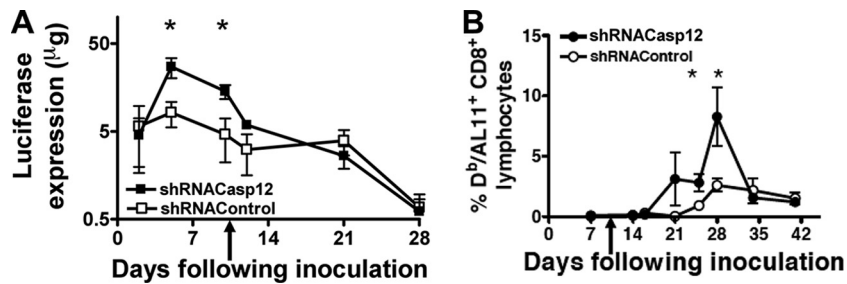 A
Luciferase
expression (μg)
50
5
0.5
* *
shRNACasp12
shRNAControl
0 7 14 21 28
Days following inoculation
B
% Dᵇ/AL11⁺ CD8⁺
lymphocytes
15
10
5
0
shRNACasp12
shRNAControl
* *
0 7 14 21 28 35 42
Days following inoculation